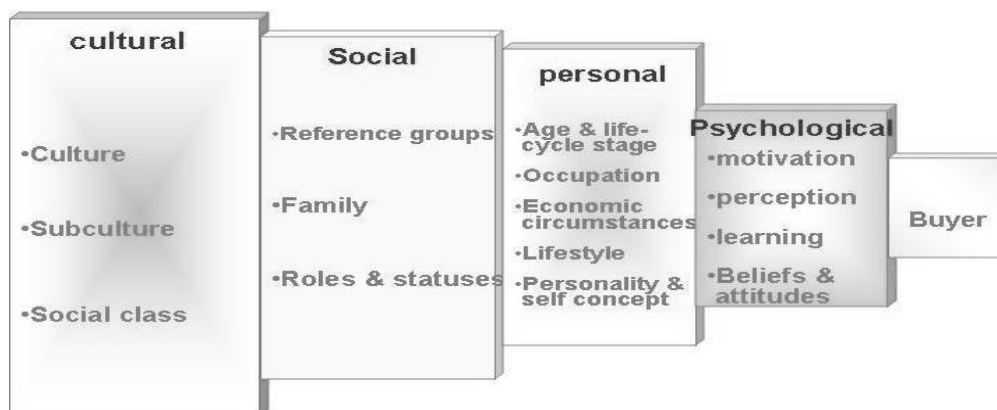 cultural
•Culture
•Subculture
•Social class
Social
•Reference groups
•Family
•Roles & statuses
personal
•Age & life-
cycle stage
•Occupation
•Economic
circumstances
•Lifestyle
•Personality &
self concept
Psychological
•motivation
•perception
•learning
•Beliefs &
attitudes
Buyer